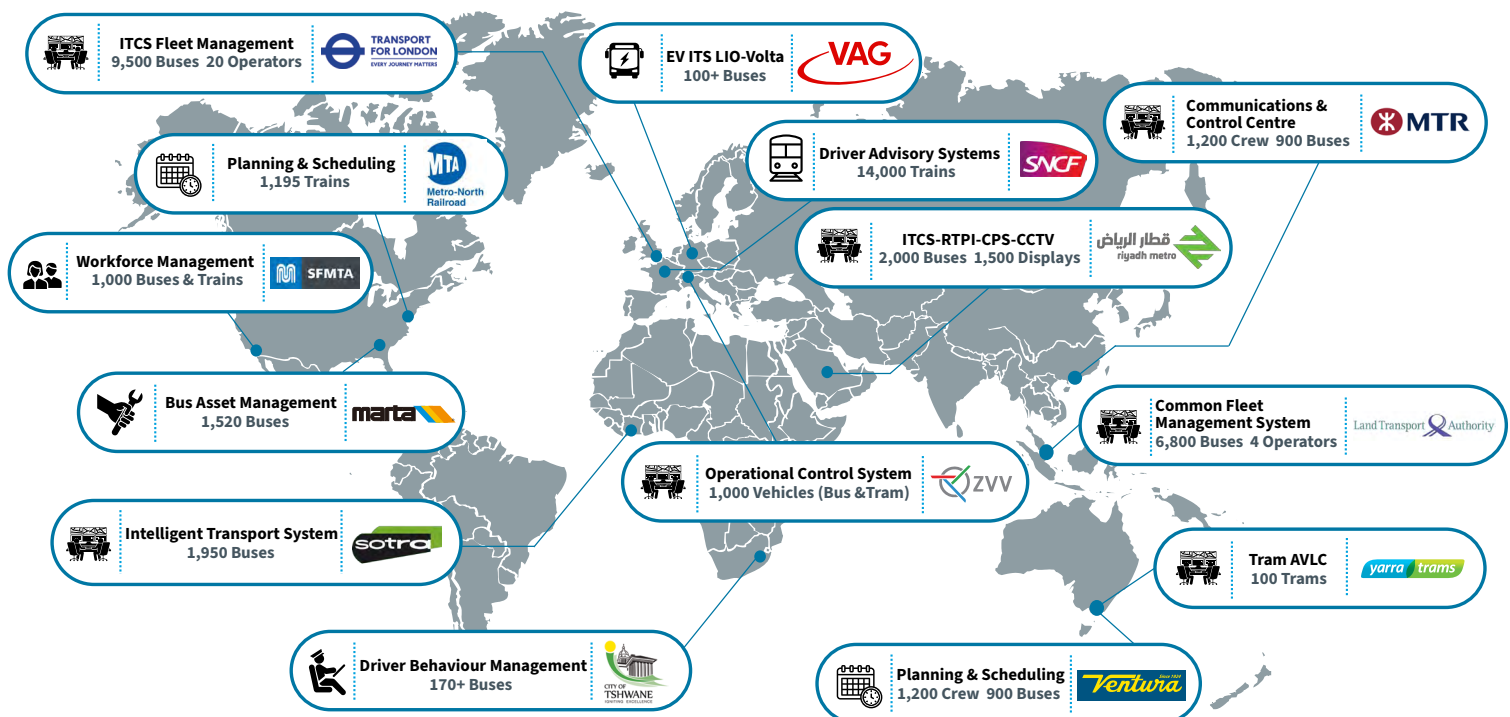 ITCS Fleet Management
9,500 Buses 20 Operators
TRANSPORT
FOR LONDON
EVERY JOURNEY MATTERS
EV ITS LIO-Volta
100+ Buses
VAG
Communications &
Control Centre
1,200 Crew 900 Buses
MTR
Planning & Scheduling
1,195 Trains
MTA
Metro-North
Railroad
Driver Advisory Systems
14,000 Trains
SNCF
ITCS-RTPI-CPS-CCTV
2,000 Buses 1,500 Displays
قطار الرياض
riyadh metro
Workforce Management
1,000 Buses & Trains
SFMTA
Bus Asset Management
1,520 Buses
marta
Common Fleet
Management System
6,800 Buses 4 Operators
Land Transport Authority
Operational Control System
1,000 Vehicles (Bus &Tram)
ZVV
Intelligent Transport System
1,950 Buses
sotra
Tram AVLC
100 Trams
yarra trams
Driver Behaviour Management
170+ Buses
CITY OF
TSHWANE
IGNITING EXCELLENCE
Planning & Scheduling
1,200 Crew 900 Buses
Since 1924
Ventura